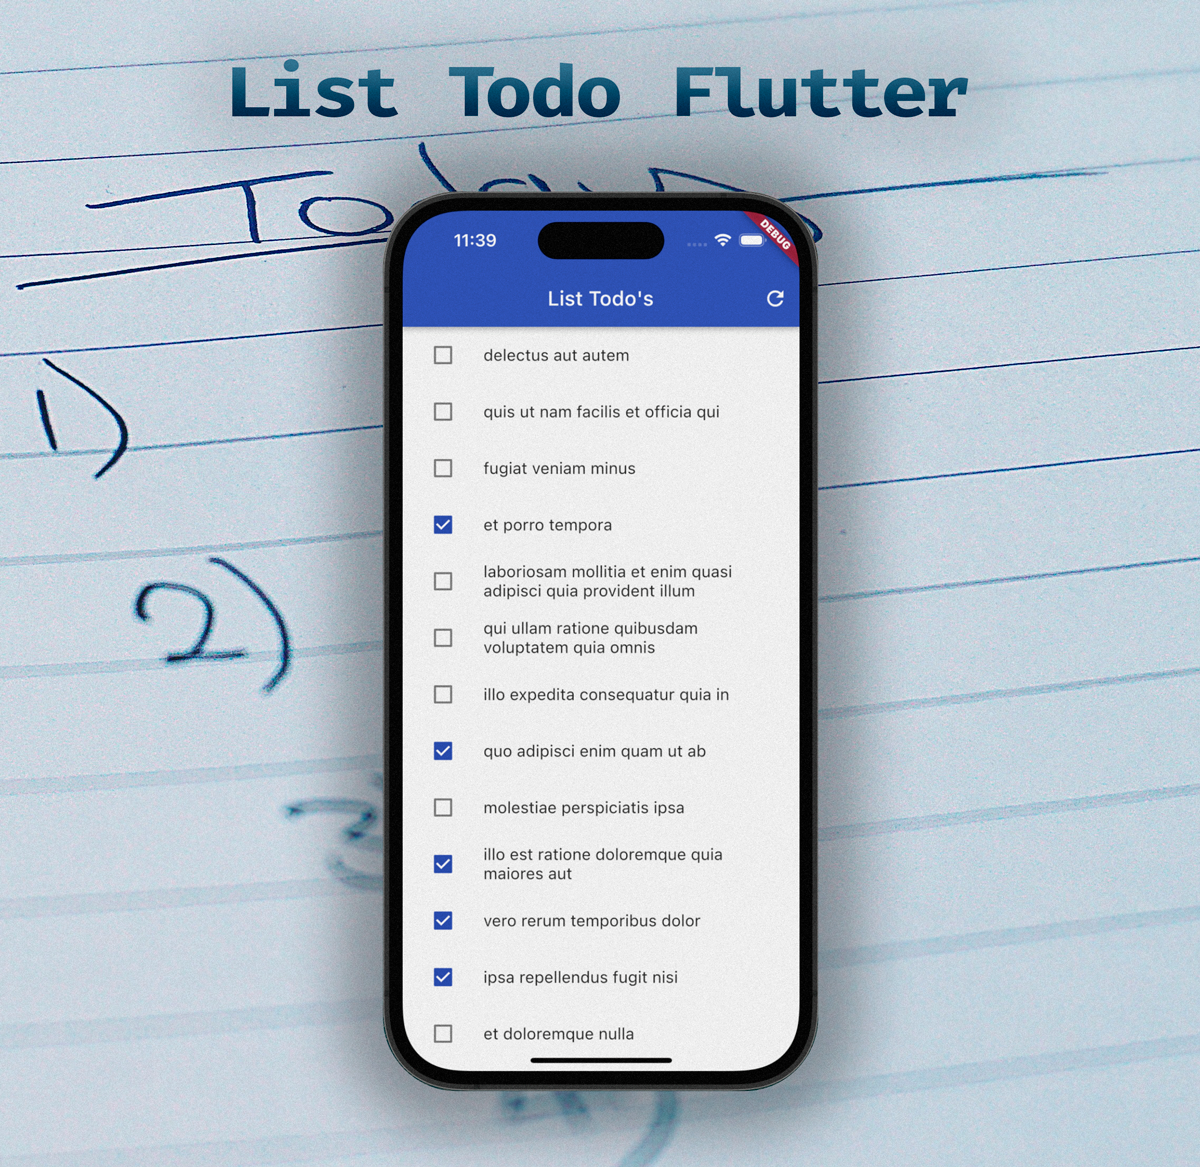 List Todo Flutter
To
11:39
DEBUG
List Todo's
delectus aut autem
quis ut nam facilis et officia qui
fugiat veniam minus
et porro tempora
laboriosam mollitia et enim quasi
adipisci quia provident illum
qui ullam ratione quibusdam
voluptatem quia omnis
illo expedita consequatur quia in
quo adipisci enim quam ut ab
molestiae perspiciatis ipsa
illo est ratione doloremque quia
maiores aut
vero rerum temporibus dolor
ipsa repellendus fugit nisi
et doloremque nulla
1)
2)
3